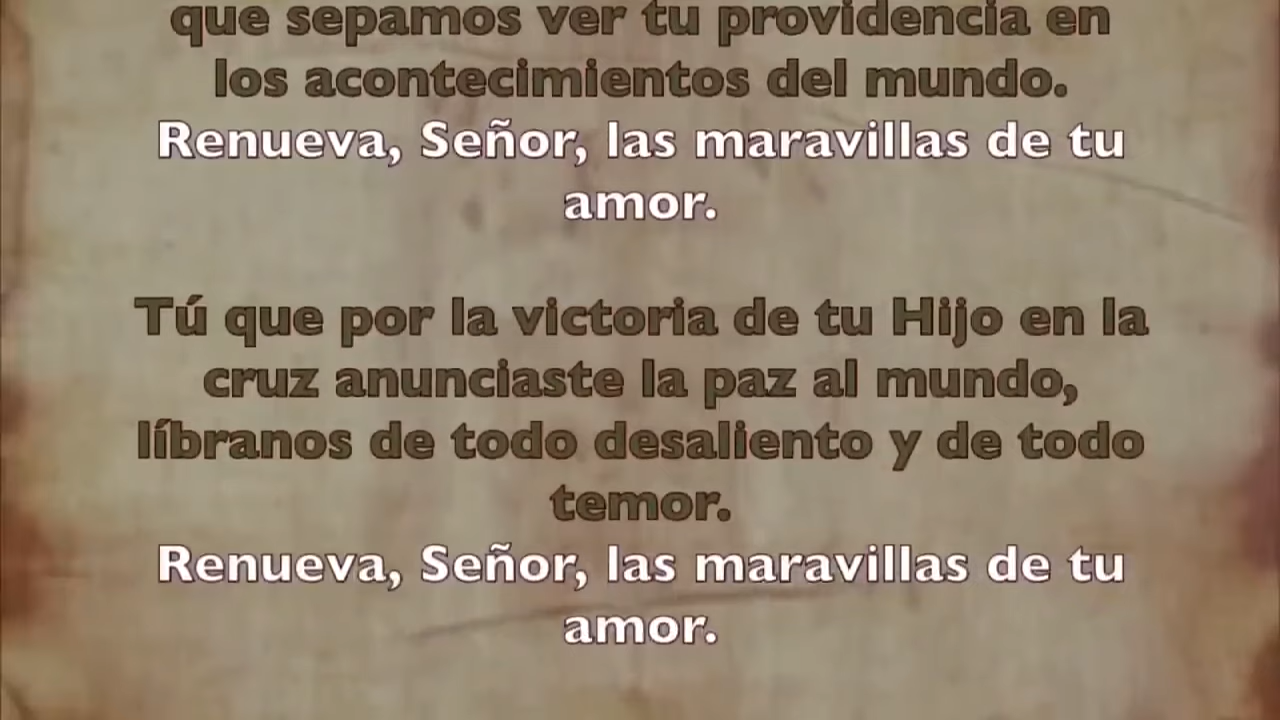 que sepamos ver tu providencia en
los acontecimientos del mundo.
Renueva, Señor, las maravillas de tu
amor.
Tú que por la victoria de tu Hijo en la
cruz anunciaste la paz al mundo,
líbranos de todo desaliento y de todo
temor.
Renueva, Señor, las maravillas de tu
amor.